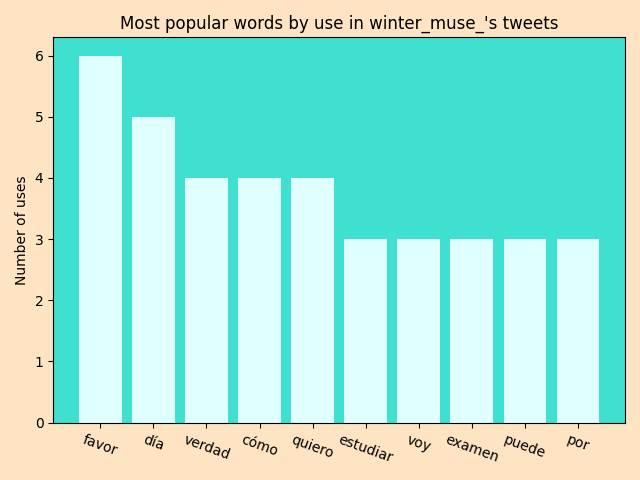 Most popular words by use in winter_muse_'s tweets
Number of uses
6
5
4
3
2
1
0
favor día verdad cómo quiero estudiar voy examen puede por